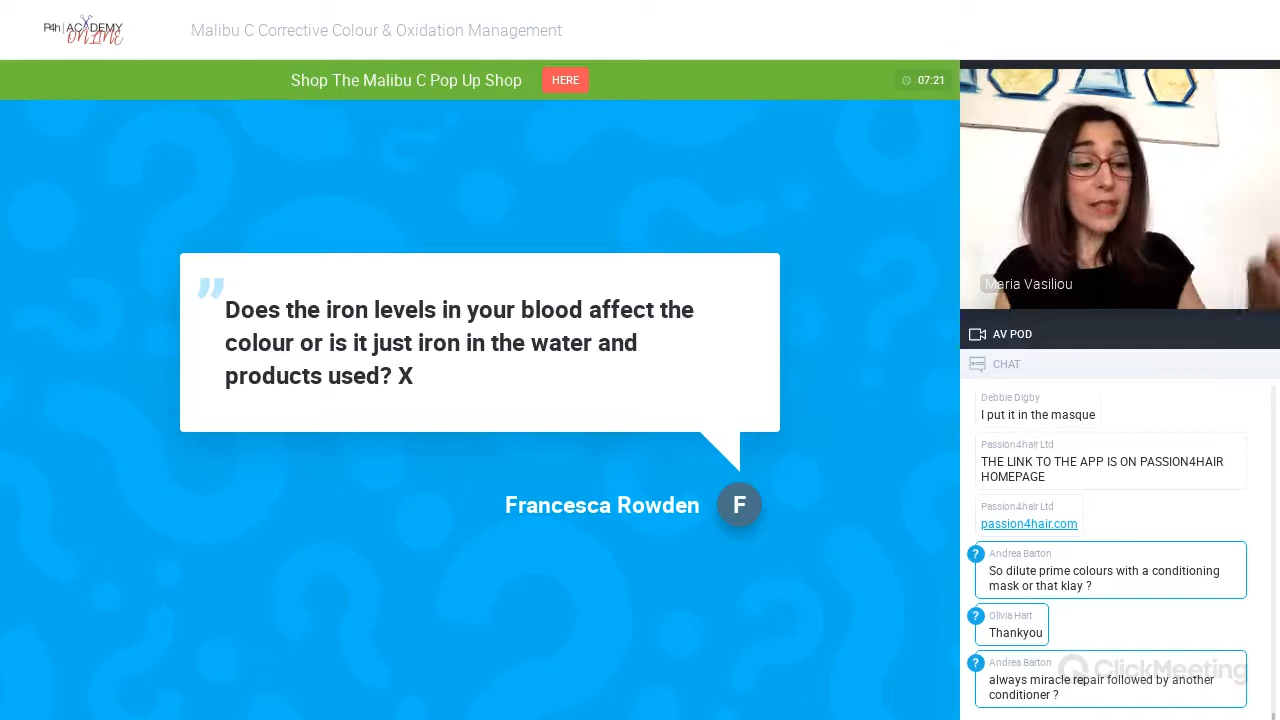 P4h | ACADEMY
ONLINE
Malibu C Corrective Colour & Oxidation Management
Shop The Malibu C Pop Up Shop
HERE
07:21
Does the iron levels in your blood affect the
colour or is it just iron in the water and
products used? X
Francesca Rowden
F
Maria Vasiliou
AV POD
CHAT
Debbie Digby
I put it in the masque
Passion4hair Ltd
THE LINK TO THE APP IS ON PASSION4HAIR
HOMEPAGE
Passion4hair Ltd
passion4hair.com
?
Andrea Barton
So dilute prime colours with a conditioning
mask or that klay ?
?
Olivia Hart
Thankyou
?
Andrea Barton
always miracle repair followed by another
conditioner ?
ClickMeeting